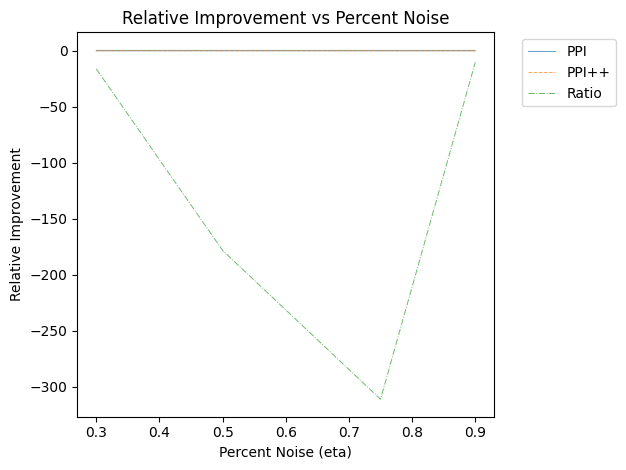 Relative Improvement vs Percent Noise
0
−50
−100
−150
−200
−250
−300
Relative Improvement
0.3 0.4 0.5 0.6 0.7 0.8 0.9
Percent Noise (eta)
PPI
PPI++
Ratio